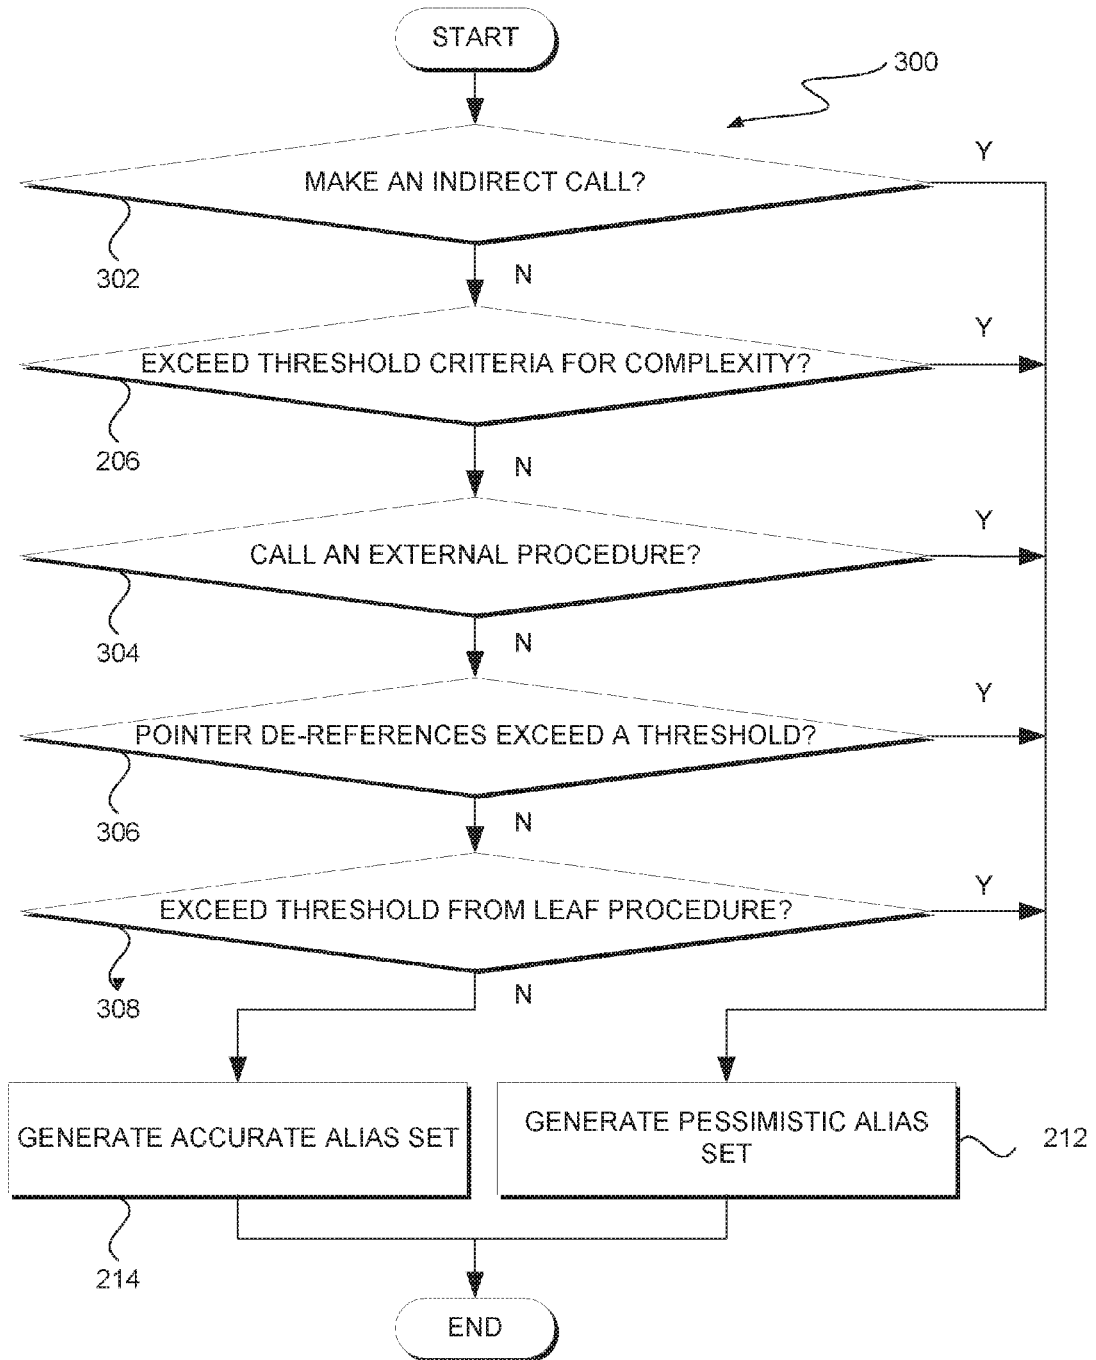 START
300
Y
MAKE AN INDIRECT CALL?
302
N
Y
EXCEED THRESHOLD CRITERIA FOR COMPLEXITY?
206
N
Y
CALL AN EXTERNAL PROCEDURE?
304
N
Y
POINTER DE-REFERENCES EXCEED A THRESHOLD?
306
N
Y
EXCEED THRESHOLD FROM LEAF PROCEDURE?
308
N
GENERATE ACCURATE ALIAS SET
GENERATE PESSIMISTIC ALIAS
SET
212
214
END